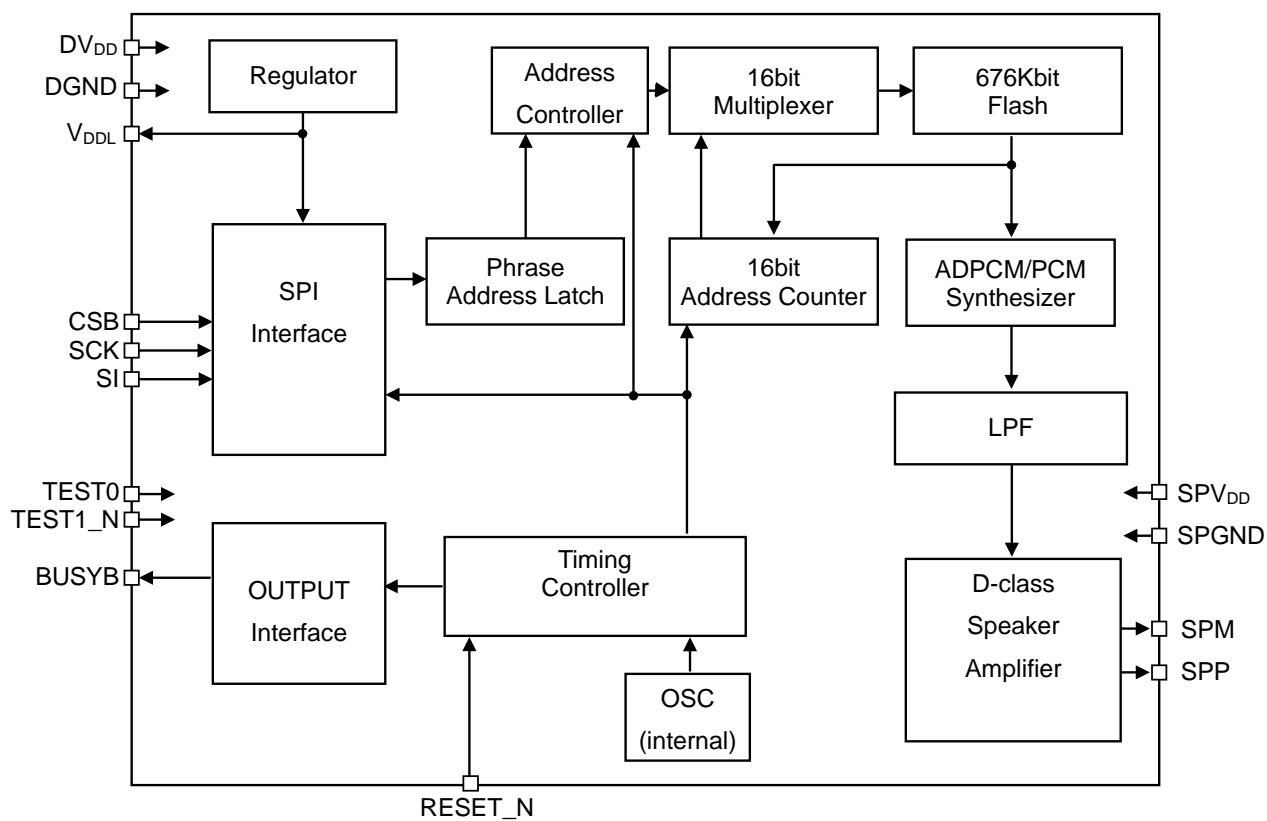 DVDD
DGND
VDDL
Regulator
Address
Controller
16bit
Multiplexer
676Kbit
Flash
SPI
Interface
Phrase
Address Latch
16bit
Address Counter
ADPCM/PCM
Synthesizer
CSB
SCK
SI
LPF
TEST0
TEST1_N
BUSYB
OUTPUT
Interface
Timing
Controller
SPVDD
SPGND
D-class
Speaker
Amplifier
SPM
SPP
OSC
(internal)
RESET_N